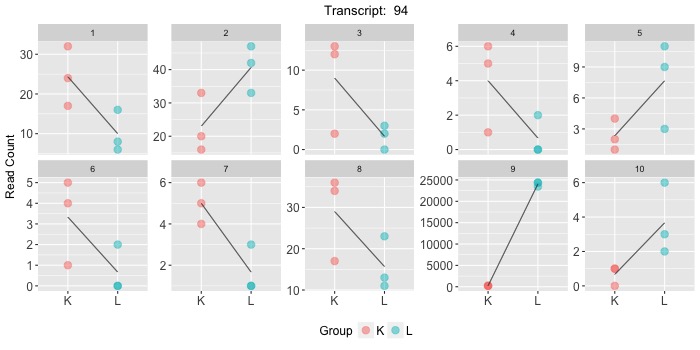 Transcript: 94
1 2 3 4 5
30 20 10
40 30 20
10 5 0
6 4 2 0
9 6 3
Read Count
6 7 8 9 10
5 4 3 2 1 0
6 4 2
30 20 10
25000 20000 15000 10000 5000 0
6 4 2 0
K L K L K L K L K L
Group K L